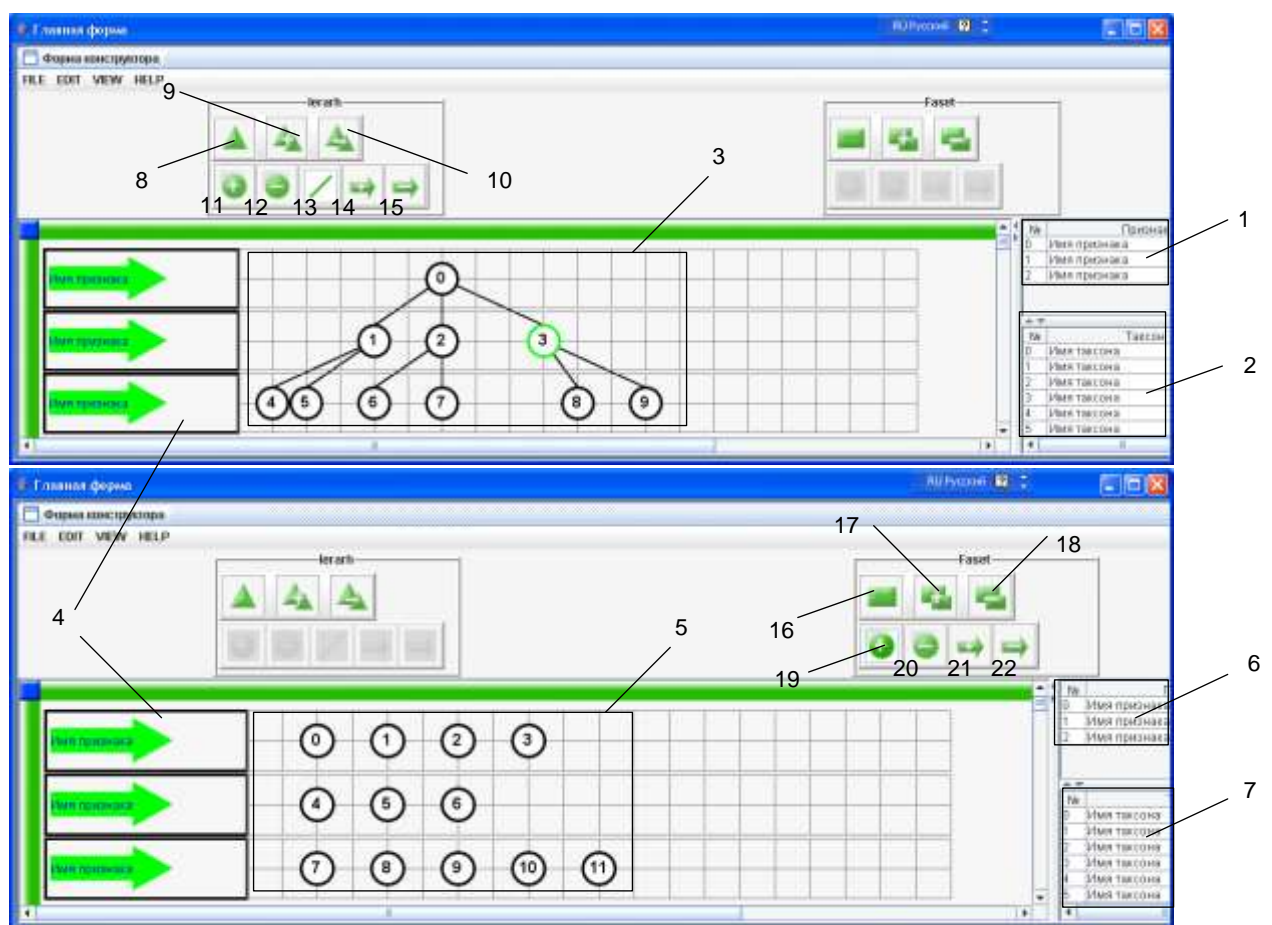 Главная форма
RU Русский
Форма конструктора
FILE EDIT VIEW HELP
9
Ierarh
Faset
8
10
3
11 12 13 14 15
1
№ Признак
0 Имя признака
1 Имя признака
2 Имя признака
Имя признака
0
Имя признака
1 2 3
Имя признака
4 5 6 7 8 9
№ Таксон
0 Имя таксона
1 Имя таксона
2 Имя таксона
3 Имя таксона
4 Имя таксона
5 Имя таксона
2
Главная форма
RU Русский
Форма конструктора
FILE EDIT VIEW HELP
17
18
Ierarh
Faset
4
5
16
19
20 21 22
6
№ П
0 Имя признака
1 Имя признака
2 Имя признака
Имя признака
0 1 2 3
Имя признака
4 5 6
Имя признака
7 8 9 10 11
7
№
0 Имя таксона
1 Имя таксона
2 Имя таксона
3 Имя таксона
4 Имя таксона
5 Имя таксона